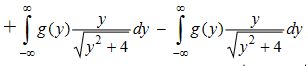 + ∫_{-∞}^{∞} g(y) y/√(y² + 4) dy − ∫_{-∞}^{∞} g(y) y/√(y² + 4) dy